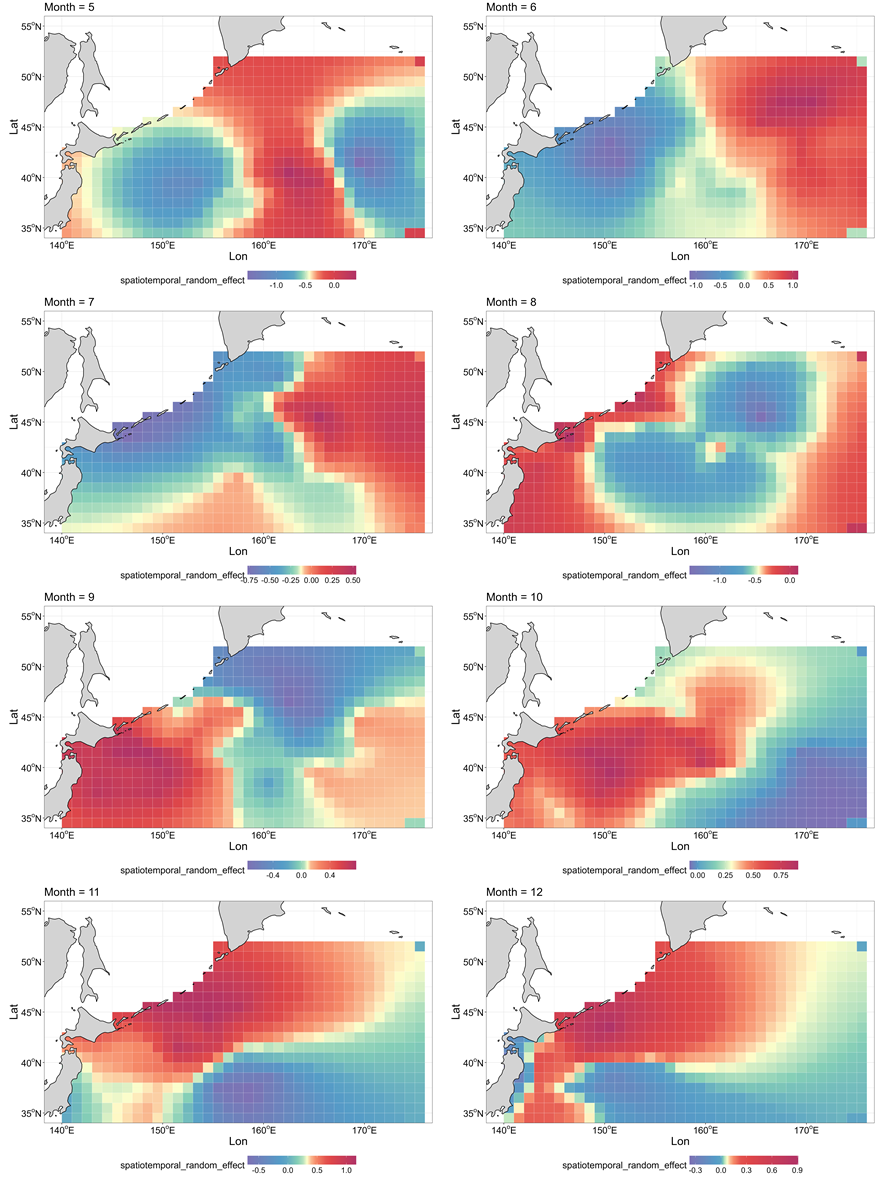 Month = 5
Month = 6
55°N
50°N
45°N
40°N
35°N
Lat
140°E
150°E
160°E
170°E
Lon
spatiotemporal_random_effect
-1.0
-0.5
0.0
55°N
50°N
45°N
40°N
35°N
Lat
140°E
150°E
160°E
170°E
Lon
spatiotemporal_random_effect
-1.0
-0.5
0.0
0.5
1.0
Month = 7
Month = 8
55°N
50°N
45°N
40°N
35°N
Lat
140°E
150°E
160°E
170°E
Lon
spatiotemporal_random_effect
-0.75
-0.50
-0.25
0.00
0.25
0.50
55°N
50°N
45°N
40°N
35°N
Lat
140°E
150°E
160°E
170°E
Lon
spatiotemporal_random_effect
-1.0
-0.5
0.0
Month = 9
Month = 10
55°N
50°N
45°N
40°N
35°N
Lat
140°E
150°E
160°E
170°E
Lon
spatiotemporal_random_effect
-0.4
0.0
0.4
55°N
50°N
45°N
40°N
35°N
Lat
140°E
150°E
160°E
170°E
Lon
spatiotemporal_random_effect
0.00
0.25
0.50
0.75
Month = 11
Month = 12
55°N
50°N
45°N
40°N
35°N
Lat
140°E
150°E
160°E
170°E
Lon
spatiotemporal_random_effect
-0.5
0.0
0.5
1.0
55°N
50°N
45°N
40°N
35°N
Lat
140°E
150°E
160°E
170°E
Lon
spatiotemporal_random_effect
-0.3
0.0
0.3
0.6
0.9